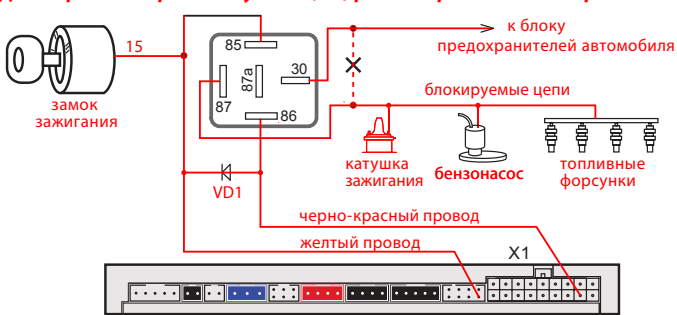 15
85
30
87a
87
86
к блоку
предохранителей автомобиля
замок
зажигания
блокируемые цепи
катушка
зажигания
бензонасос
топливные
форсунки
VD1
черно-красный провод
желтый провод
X1